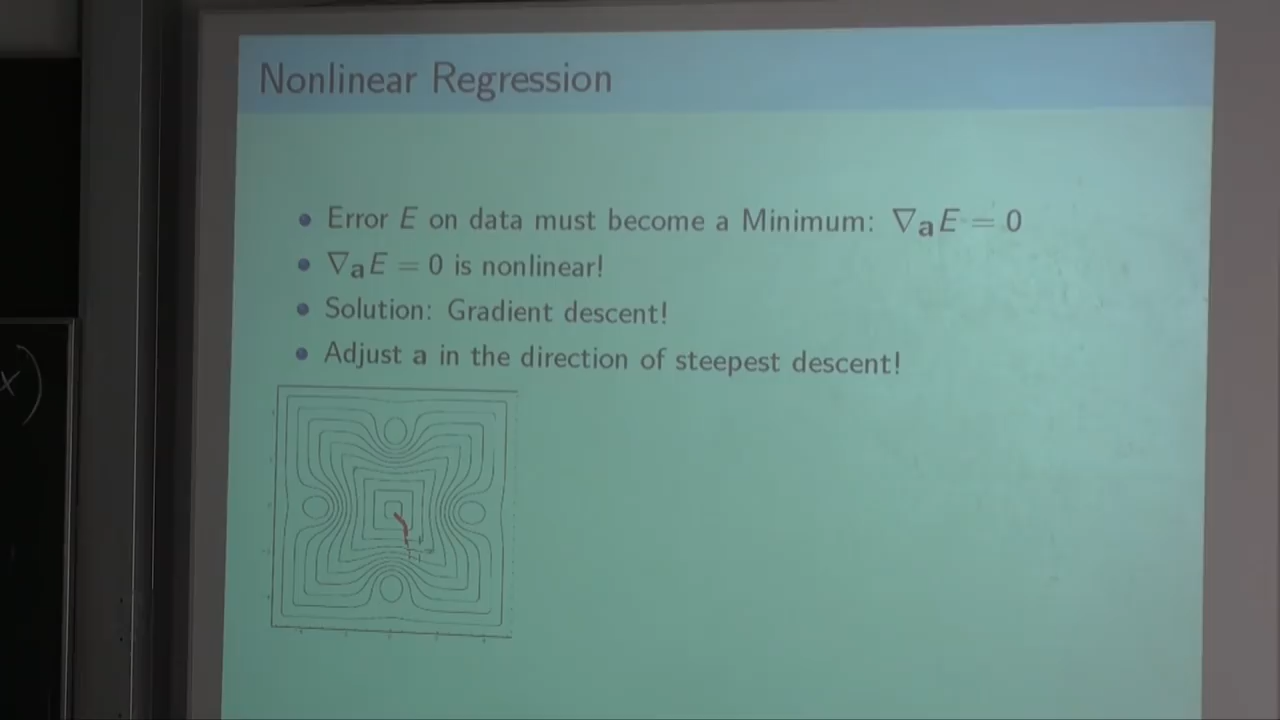 Nonlinear Regression
Error E on data must become a Minimum: ∇ₐE = 0
∇ₐE = 0 is nonlinear!
Solution: Gradient descent!
Adjust a in the direction of steepest descent!
x)